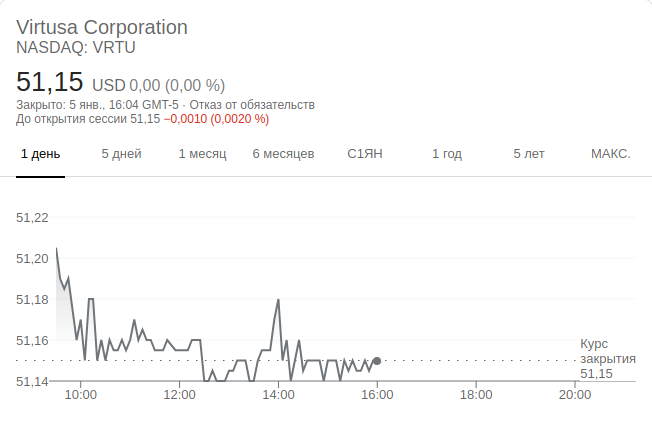 Virtusa Corporation
NASDAQ: VRTU
51,15 USD 0,00 (0,00 %)
Закрыто: 5 янв., 16:04 GMT-5 · Отказ от обязательств
До открытия сессии 51,15 −0,0010 (0,0020 %)
1 день 5 дней 1 месяц 6 месяцев С1ЯН 1 год 5 лет МАКС.
51,22
51,20
51,18
51,16
51,14
Курс
закрытия
51,15
10:00 12:00 14:00 16:00 18:00 20:00